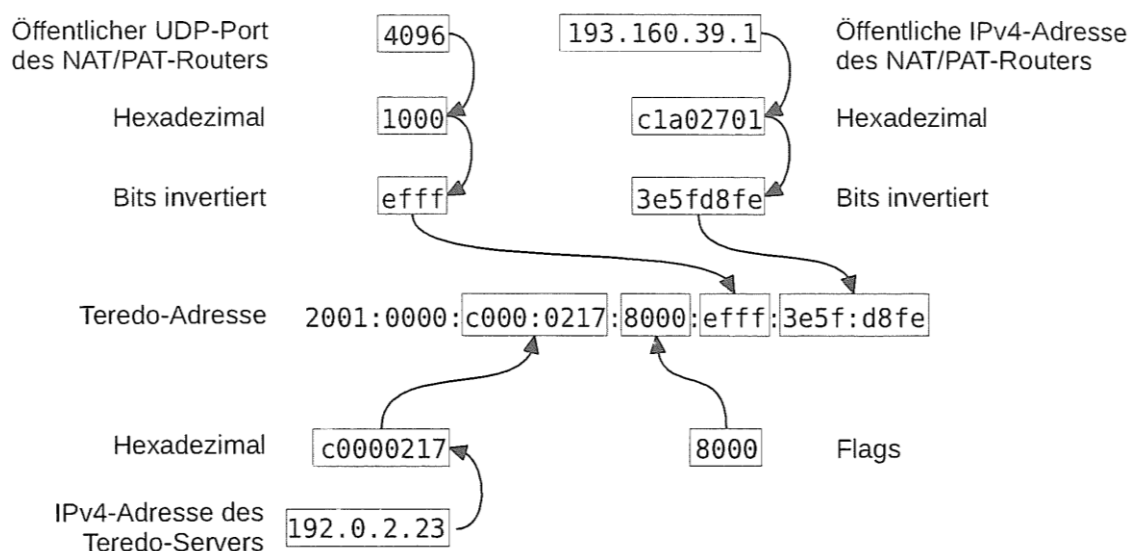 Öffentlicher UDP-Port
des NAT/PAT-Routers
4096
193.160.39.1
Öffentliche IPv4-Adresse
des NAT/PAT-Routers
Hexadezimal
1000
c1a02701
Hexadezimal
Bits invertiert
efff
3e5fd8fe
Bits invertiert
Teredo-Adresse
2001:0000:c000:0217:8000:efff:3e5f:d8fe
Hexadezimal
c0000217
8000
Flags
IPv4-Adresse des
Teredo-Servers
192.0.2.23